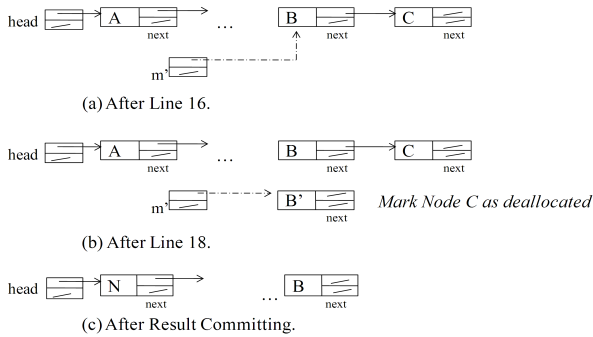 head A B C
next … next next
m'
(a) After Line 16.
head A B C
next … next next
m' B' Mark Node C as deallocated
next
(b) After Line 18.
head N … B
next next
(c) After Result Committing.